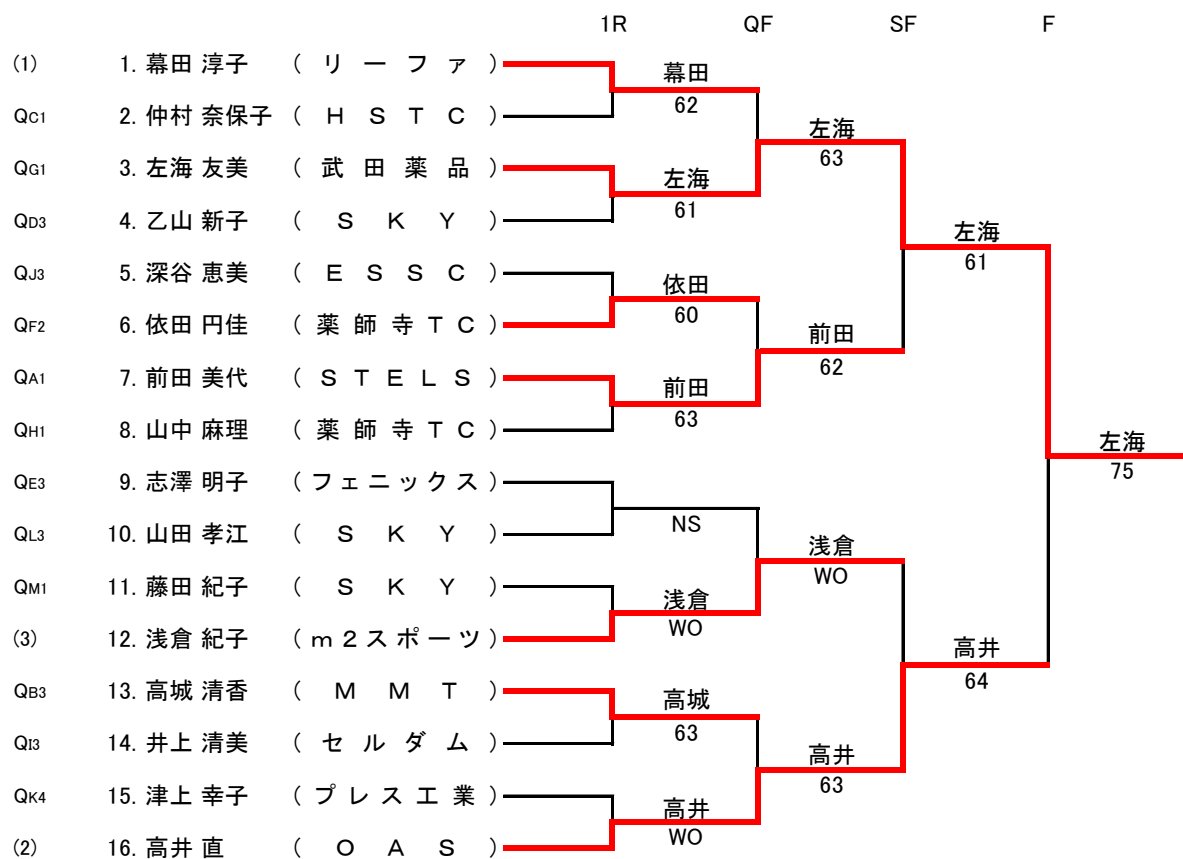 1R QF SF F
(1) 1. 幕田 淳子 ( リーファ )
QC1 2. 仲村 奈保子 ( HSTC )
QG1 3. 左海 友美 ( 武田薬品 )
QD3 4. 乙山 新子 ( SKY )
QJ3 5. 深谷 恵美 ( ESSC )
QF2 6. 依田 円佳 ( 薬師寺TC )
QA1 7. 前田 美代 ( STELS )
QH1 8. 山中 麻理 ( 薬師寺TC )
QE3 9. 志澤 明子 ( フェニックス )
QL3 10. 山田 孝江 ( SKY )
QM1 11. 藤田 紀子 ( SKY )
(3) 12. 浅倉 紀子 ( m2スポーツ )
QB3 13. 高城 清香 ( MMT )
QI3 14. 井上 清美 ( セルダム )
QK4 15. 津上 幸子 ( プレス工業 )
(2) 16. 高井 直 ( OAS )
幕田
62
左海
61
依田
60
前田
63
NS
浅倉
WO
高城
63
高井
WO
左海
63
前田
62
浅倉
WO
高井
63
左海
61
高井
64
左海
75